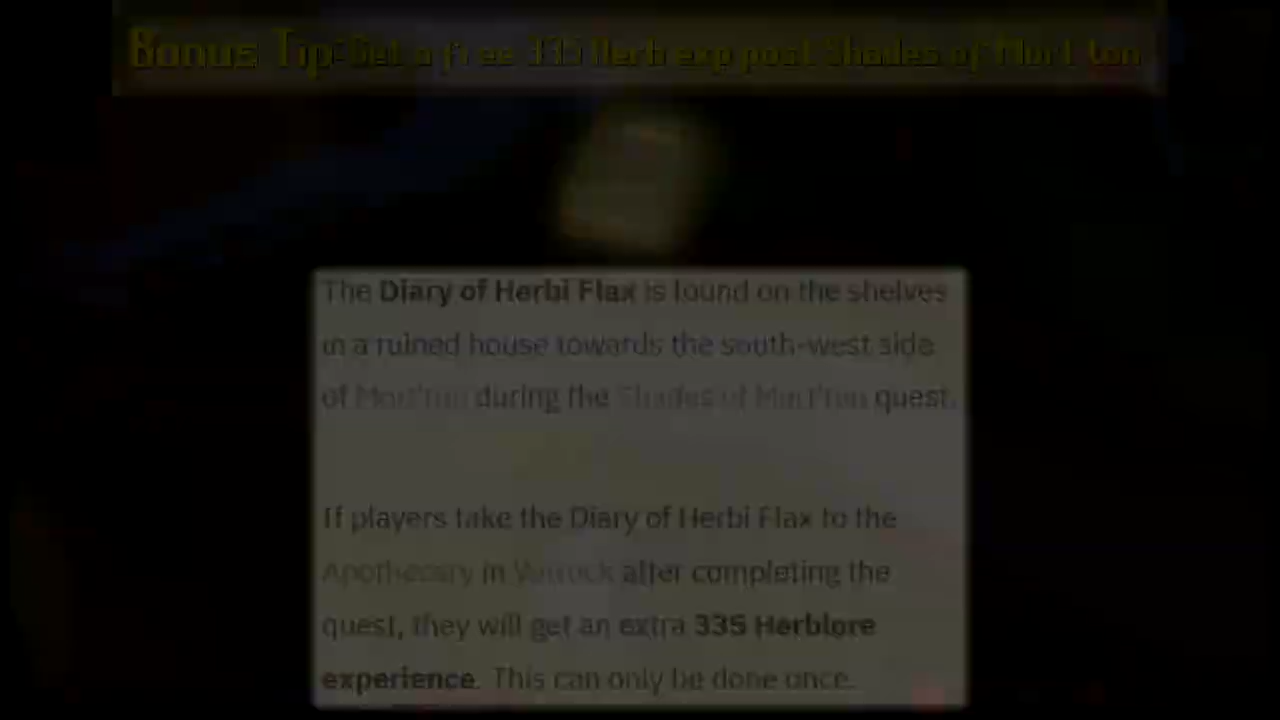 Bonus Tip: Get a free 335 Herb exp post Shades of Mort'ton
The Diary of Herbi Flax is found on the shelves
in a ruined house towards the south-west side
of Mort'ton during the Shades of Mort'ton quest.
If players take the Diary of Herbi Flax to the
Apothecary in Varrock after completing the
quest, they will get an extra 335 Herblore
experience. This can only be done once.